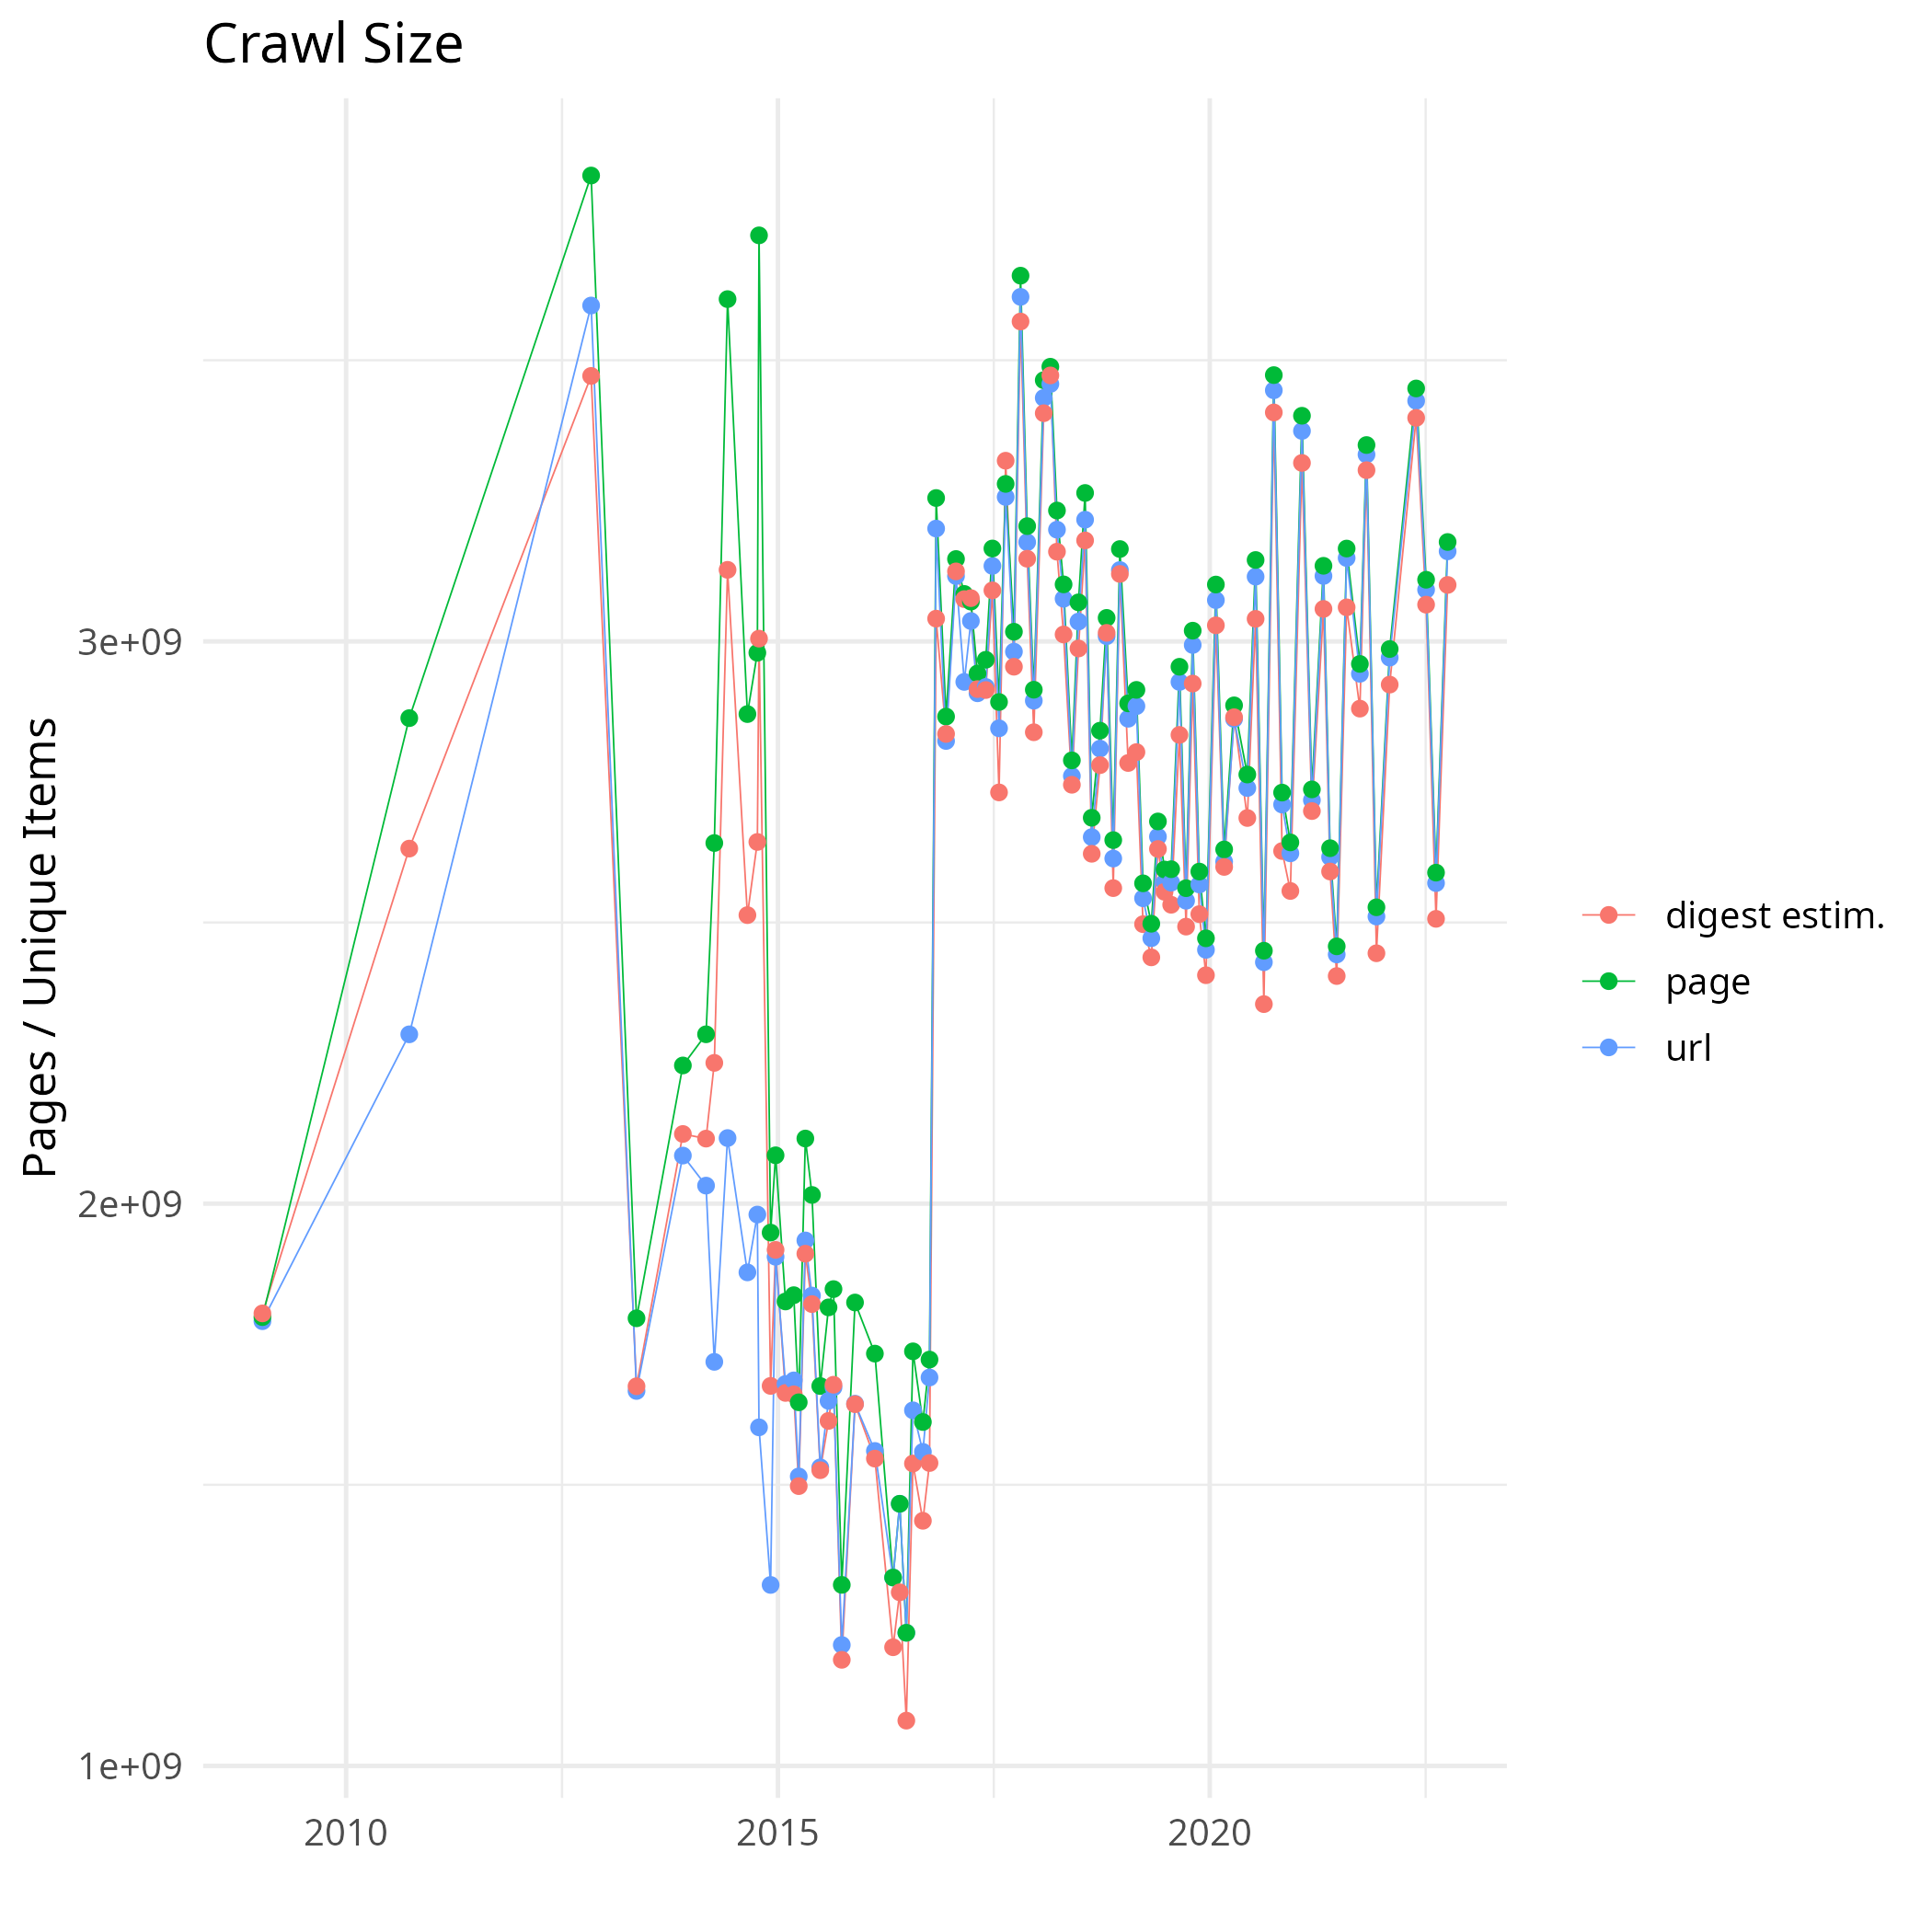 Crawl Size
Pages / Unique Items
3e+09
2e+09
1e+09
2010
2015
2020
digest estim.
page
url